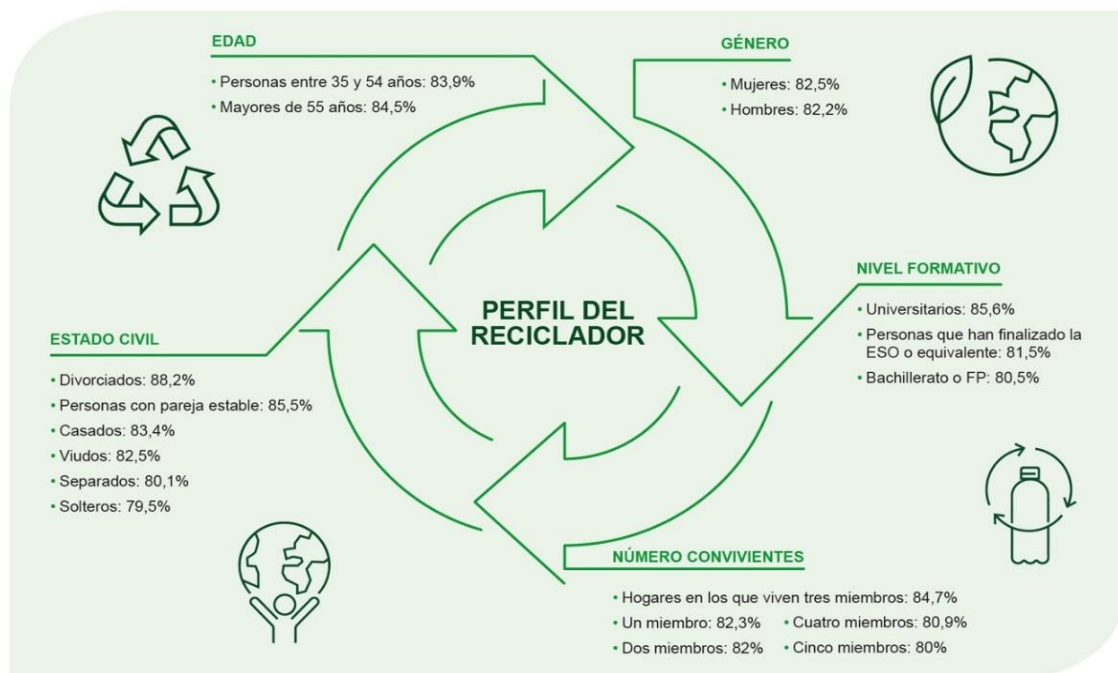 EDAD
• Personas entre 35 y 54 años: 83,9%
• Mayores de 55 años: 84,5%
GÉNERO
• Mujeres: 82,5%
• Hombres: 82,2%
PERFIL DEL
RECICLADOR
NIVEL FORMATIVO
• Universitarios: 85,6%
• Personas que han finalizado la
ESO o equivalente: 81,5%
• Bachillerato o FP: 80,5%
ESTADO CIVIL
• Divorciados: 88,2%
• Personas con pareja estable: 85,5%
• Casados: 83,4%
• Viudos: 82,5%
• Separados: 80,1%
• Solteros: 79,5%
NÚMERO CONVIVIENTES
• Hogares en los que viven tres miembros: 84,7%
• Un miembro: 82,3% • Cuatro miembros: 80,9%
• Dos miembros: 82% • Cinco miembros: 80%